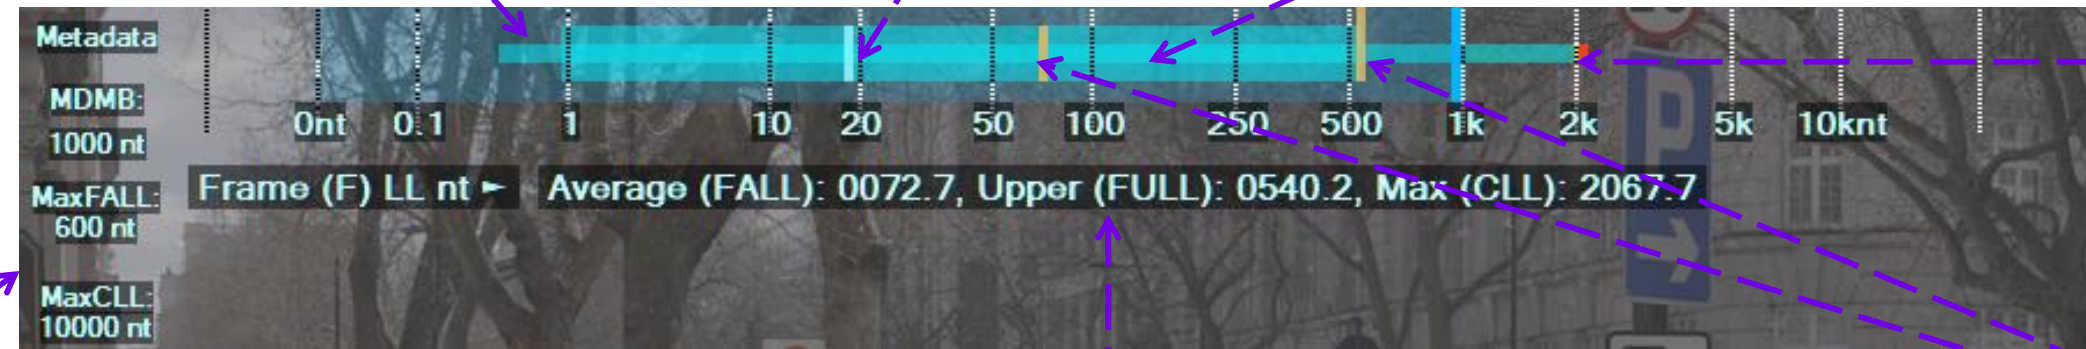 Metadata
MDMB:
1000 nt
MaxFALL:
600 nt
MaxCLL:
10000 nt
0nt 0.1 1 10 20 50 100 250 500 1k 2k 5k 10knt
Frame (F) LL nt ► Average (FALL): 0072.7, Upper (FULL): 0540.2, Max (CLL): 2067.7
P